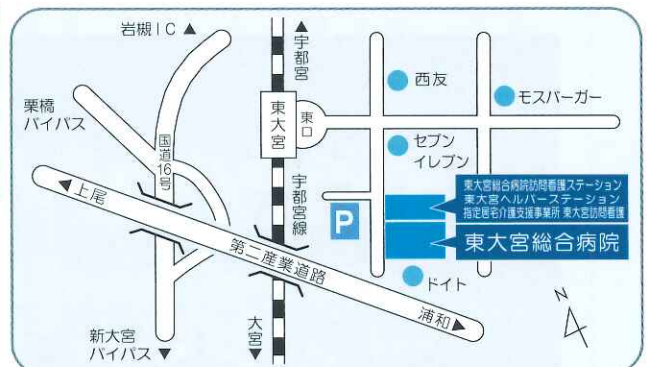 岩槻IC▲
▲宇都宮
栗橋
バイパス
国道16号
東大宮
東口
西友
モスバーガー
セブン
イレブン
宇都宮線
◀上尾
P
東大宮総合病院訪問看護ステーション
東大宮ヘルパーステーション
指定居宅介護支援事業所 東大宮訪問看護
東大宮総合病院
第二産業道路
ドイト
浦和▶
新大宮
バイパス▼
大宮▼
N